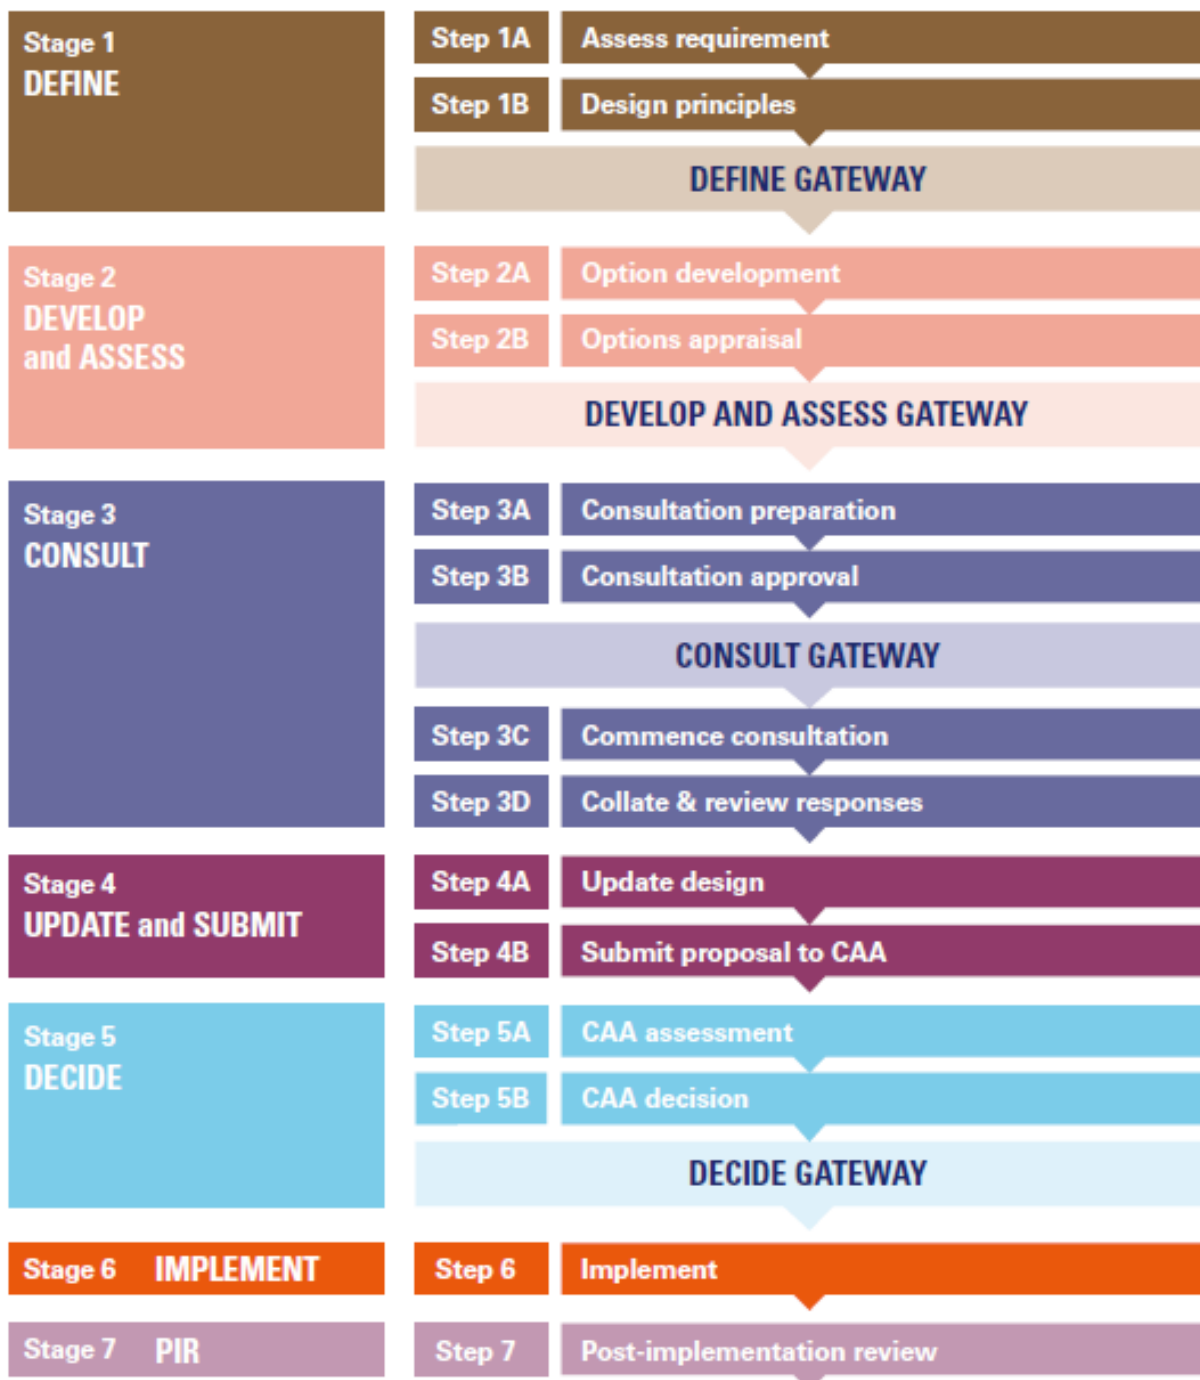 Stage 1
DEFINE
Step 1A Assess requirement
Step 1B Design principles
DEFINE GATEWAY
Stage 2
DEVELOP
and ASSESS
Step 2A Option development
Step 2B Options appraisal
DEVELOP AND ASSESS GATEWAY
Stage 3
CONSULT
Step 3A Consultation preparation
Step 3B Consultation approval
CONSULT GATEWAY
Step 3C Commence consultation
Step 3D Collate & review responses
Stage 4
UPDATE and SUBMIT
Step 4A Update design
Step 4B Submit proposal to CAA
Stage 5
DECIDE
Step 5A CAA assessment
Step 5B CAA decision
DECIDE GATEWAY
Stage 6 IMPLEMENT
Step 6 Implement
Stage 7 PIR
Step 7 Post-implementation review